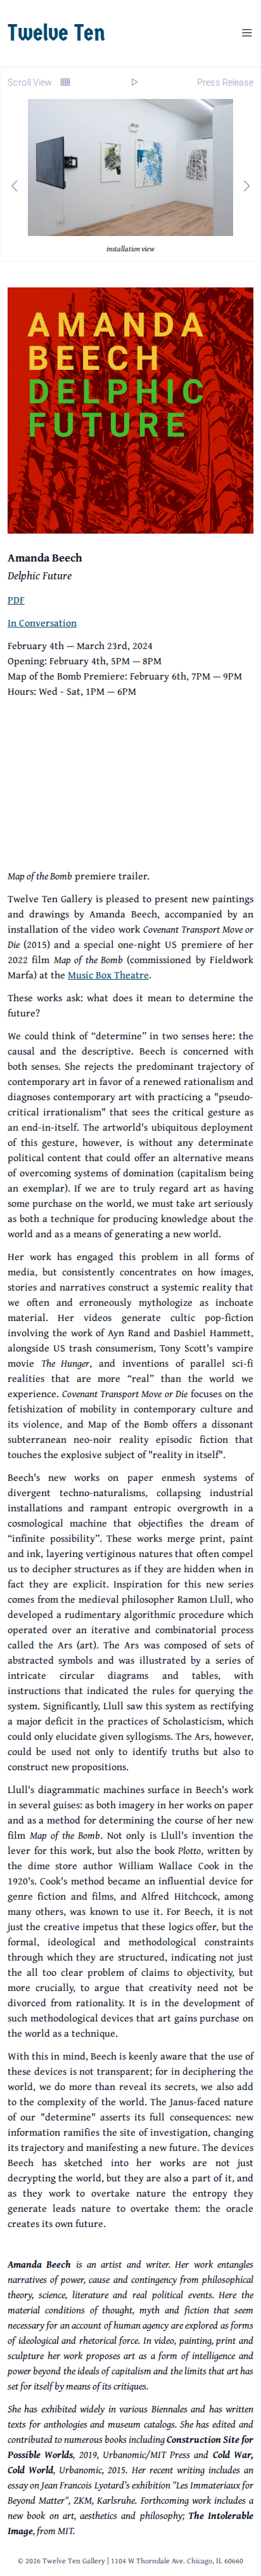 Twelve Ten
Scroll View
Press Release
installation view
AMANDA
BEECH
DELPHIC
FUTURE
Amanda Beech
Delphic Future
PDF
In Conversation
February 4th — March 23rd, 2024
Opening: February 4th, 5PM — 8PM
Map of the Bomb Premiere: February 6th, 7PM — 9PM
Hours: Wed - Sat, 1PM — 6PM
Map of the Bomb premiere trailer.
Twelve Ten Gallery is pleased to present new paintings
and drawings by Amanda Beech, accompanied by an
installation of the video work Covenant Transport Move or
Die (2015) and a special one-night US premiere of her
2022 film Map of the Bomb (commissioned by Fieldwork
Marfa) at the Music Box Theatre.
These works ask: what does it mean to determine the
future?
We could think of “determine” in two senses here: the
causal and the descriptive. Beech is concerned with
both senses. She rejects the predominant trajectory of
contemporary art in favor of a renewed rationalism and
diagnoses contemporary art with practicing a "pseudo-
critical irrationalism" that sees the critical gesture as
an end-in-itself. The artworld's ubiquitous deployment
of this gesture, however, is without any determinate
political content that could offer an alternative means
of overcoming systems of domination (capitalism being
an exemplar). If we are to truly regard art as having
some purchase on the world, we must take art seriously
as both a technique for producing knowledge about the
world and as a means of generating a new world.
Her work has engaged this problem in all forms of
media, but consistently concentrates on how images,
stories and narratives construct a systemic reality that
we often and erroneously mythologize as inchoate
material. Her videos generate cultic pop-fiction
involving the work of Ayn Rand and Dashiel Hammett,
alongside US trash consumerism, Tony Scott's vampire
movie The Hunger, and inventions of parallel sci-fi
realities that are more “real” than the world we
experience. Covenant Transport Move or Die focuses on the
fetishization of mobility in contemporary culture and
its violence, and Map of the Bomb offers a dissonant
subterranean neo-noir reality episodic fiction that
touches the explosive subject of "reality in itself".
Beech's new works on paper enmesh systems of
divergent techno-naturalisms, collapsing industrial
installations and rampant entropic overgrowth in a
cosmological machine that objectifies the dream of
“infinite possibility”. These works merge print, paint
and ink, layering vertiginous natures that often compel
us to decipher structures as if they are hidden when in
fact they are explicit. Inspiration for this new series
comes from the medieval philosopher Ramon Llull, who
developed a rudimentary algorithmic procedure which
operated over an iterative and combinatorial process
called the Ars (art). The Ars was composed of sets of
abstracted symbols and was illustrated by a series of
intricate circular diagrams and tables, with
instructions that indicated the rules for querying the
system. Significantly, Llull saw this system as rectifying
a major deficit in the practices of Scholasticism, which
could only elucidate given syllogisms. The Ars, however,
could be used not only to identify truths but also to
construct new propositions.
Llull's diagrammatic machines surface in Beech's work
in several guises: as both imagery in her works on paper
and as a method for determining the course of her new
film Map of the Bomb. Not only is Llull's invention the
lever for this work, but also the book Plotto, written by
the dime store author William Wallace Cook in the
1920's. Cook's method became an influential device for
genre fiction and films, and Alfred Hitchcock, among
many others, was known to use it. For Beech, it is not
just the creative impetus that these logics offer, but the
formal, ideological and methodological constraints
through which they are structured, indicating not just
the all too clear problem of claims to objectivity, but
more crucially, to argue that creativity need not be
divorced from rationality. It is in the development of
such methodological devices that art gains purchase on
the world as a technique.
With this in mind, Beech is keenly aware that the use of
these devices is not transparent; for in deciphering the
world, we do more than reveal its secrets, we also add
to the complexity of the world. The Janus-faced nature
of our "determine" asserts its full consequences: new
information ramifies the site of investigation, changing
its trajectory and manifesting a new future. The devices
Beech has sketched into her works are not just
decrypting the world, but they are also a part of it, and
as they work to overtake nature the entropy they
generate leads nature to overtake them: the oracle
creates its own future.
Amanda Beech is an artist and writer. Her work entangles
narratives of power, cause and contingency from philosophical
theory, science, literature and real political events. Here the
material conditions of thought, myth and fiction that seem
necessary for an account of human agency are explored as forms
of ideological and rhetorical force. In video, painting, print and
sculpture her work proposes art as a form of intelligence and
power beyond the ideals of capitalism and the limits that art has
set for itself by means of its critiques.
She has exhibited widely in various Biennales and has written
texts for anthologies and museum catalogs. She has edited and
contributed to numerous books including Construction Site for
Possible Worlds, 2019, Urbanomic/MIT Press and Cold War,
Cold World, Urbanomic, 2015. Her recent writing includes an
essay on Jean Francois Lyotard's exhibition "Les Immateriaux for
Beyond Matter", ZKM, Karlsruhe. Forthcoming work includes a
new book on art, aesthetics and philosophy; The Intolerable
Image, from MIT.
© 2026 Twelve Ten Gallery | 1104 W Thorndale Ave. Chicago, IL 60660